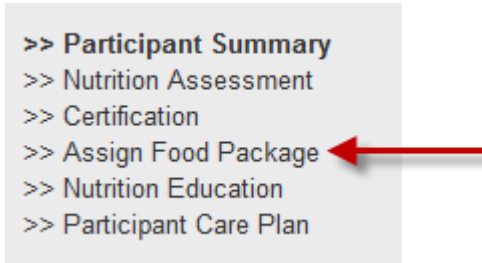 >> Participant Summary
>> Nutrition Assessment
>> Certification
>> Assign Food Package
>> Nutrition Education
>> Participant Care Plan